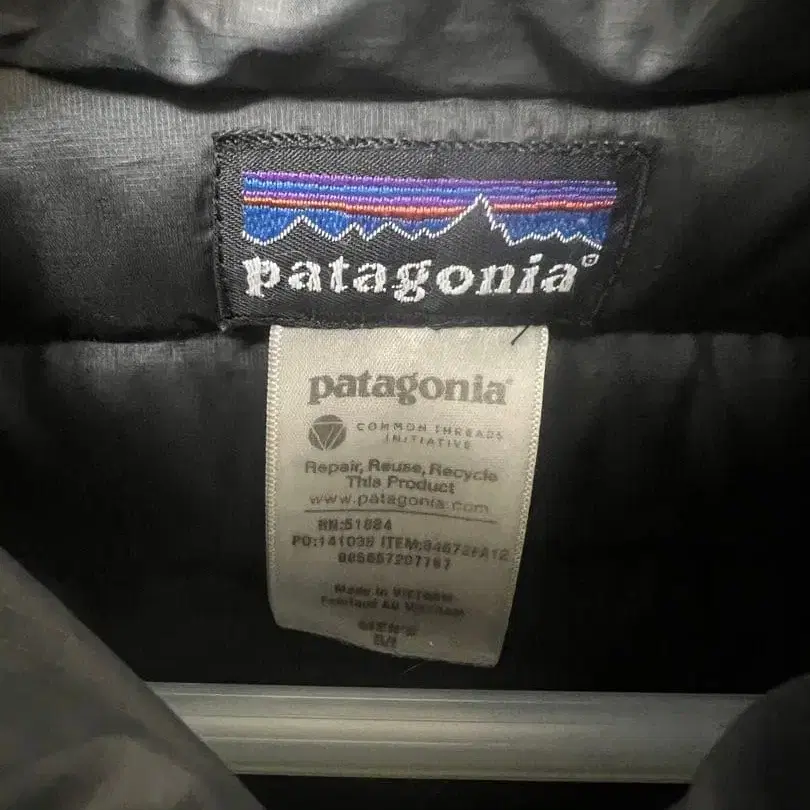 patagonia®
patagonia®
COMMON THREADS
INITIATIVE
Repair, Reuse, Recycle
This Product
www.patagonia.com
RN:51884
Made in VIETNAM
MEN'S